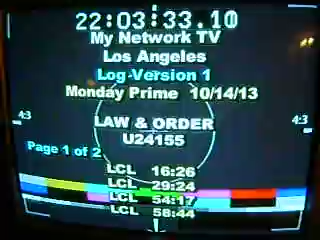 22:03:33.10
My Network TV
Los Angeles
Log Version 1
Monday Prime 10/14/13
4:3 4:3
LAW & ORDER
U24155
Page 1 of 2
LCL 16:26
LCL 29:24
LCL 54:17
LCL 58:44